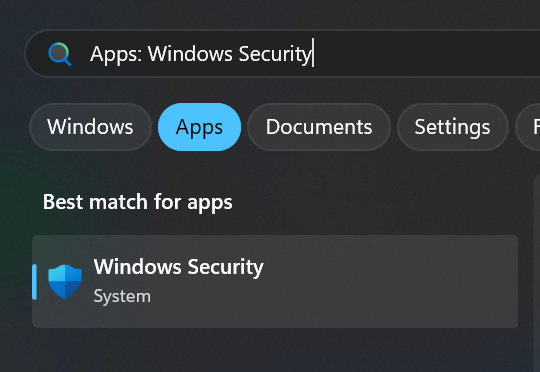 Apps: Windows Security
Windows Apps Documents Settings
Best match for apps
Windows Security
System